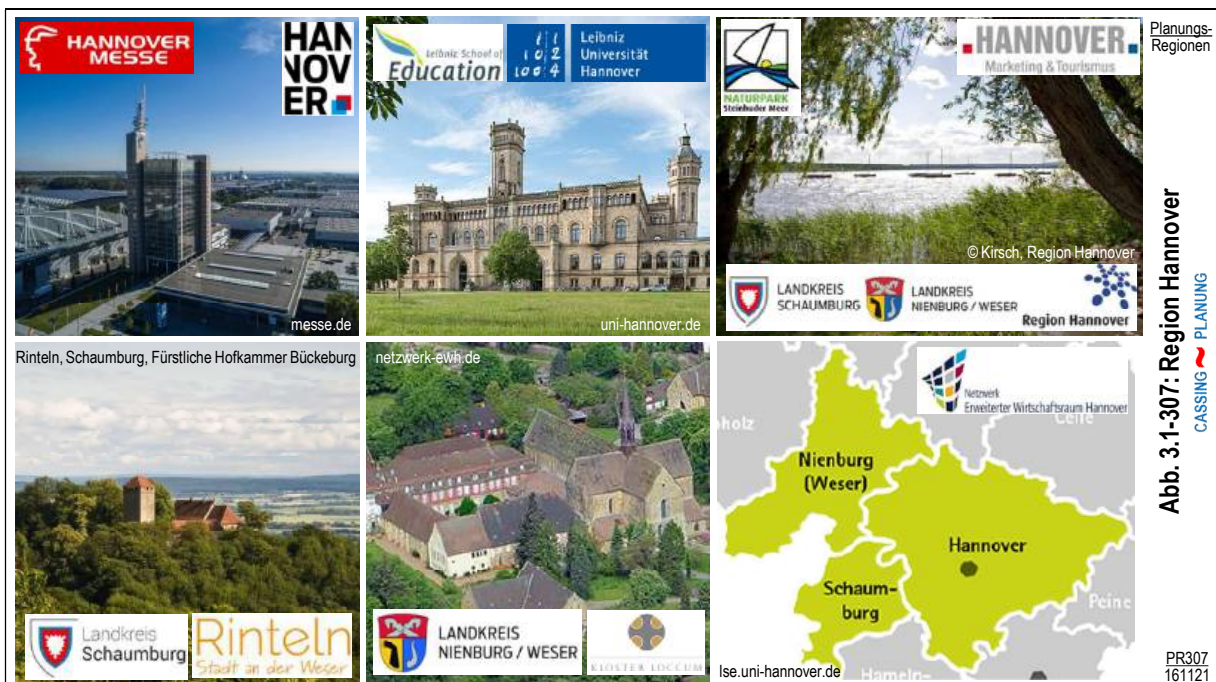 HANNOVER
MESSE
HAN
NOV
ER
messe.de
Leibniz School of
Education
Leibniz
Universität
Hannover
uni-hannover.de
NATURPARK
Steinhuder Meer
HANNOVER
Marketing & Tourismus
© Kirsch, Region Hannover
LANDKREIS
SCHAUMBURG
LANDKREIS
NIENBURG / WESER
Region Hannover
Planungs-
Regionen
Abb. 3.1-307: Region Hannover
CASSING ~ PLANUNG
Rinteln, Schaumburg, Fürstliche Hofkammer Bückeburg
Landkreis
Schaumburg
Rinteln
Stadt an der Weser
netzwerk-ewh.de
LANDKREIS
NIENBURG / WESER
KLOSTER LOCCUM
Netzwerk
Erweiterter Wirtschaftsraum Hannover
holz
Celle
Nienburg
(Weser)
Hannover
Schaum-
burg
Peine
Hameln-
lse.uni-hannover.de
PR307
161121